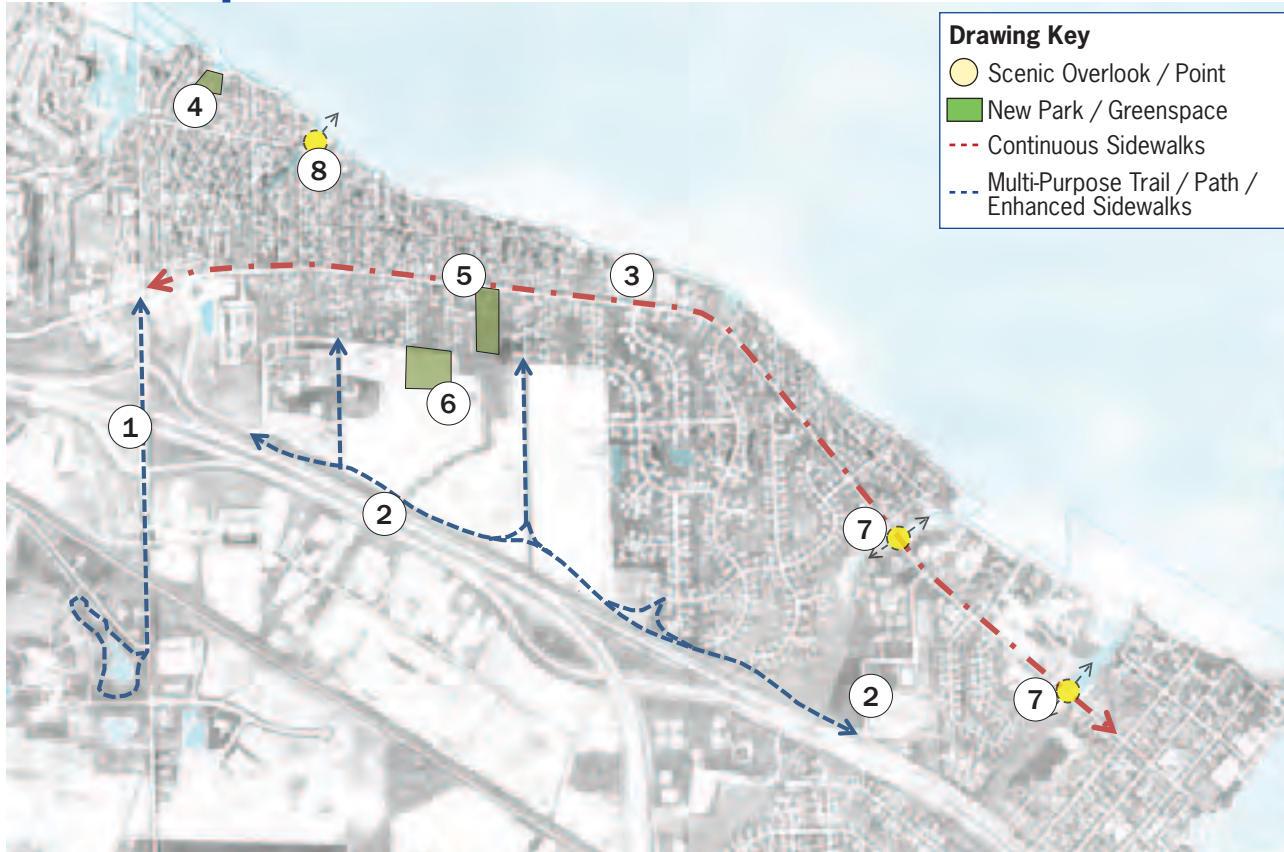 Drawing Key
Scenic Overlook / Point
New Park / Greenspace
Continuous Sidewalks
Multi-Purpose Trail / Path /
Enhanced Sidewalks
4
8
5
3
6
1
2
7
2
7